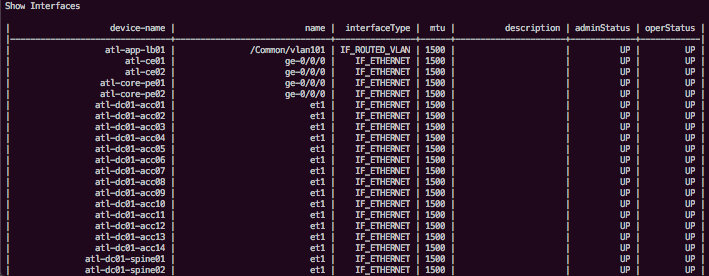 Show Interfaces
| device-name | name | interfaceType | mtu | description | adminStatus | operStatus |
| atl-app-lb01 | /Common/vlan101 | IF_ROUTED_VLAN | 1500 | | UP | UP |
| atl-ce01 | ge-0/0/0 | IF_ETHERNET | 1500 | | UP | UP |
| atl-ce02 | ge-0/0/0 | IF_ETHERNET | 1500 | | UP | UP |
| atl-core-pe01 | ge-0/0/0 | IF_ETHERNET | 1500 | | UP | UP |
| atl-core-pe02 | ge-0/0/0 | IF_ETHERNET | 1500 | | UP | UP |
| atl-dc01-acc01 | et1 | IF_ETHERNET | 1500 | | UP | UP |
| atl-dc01-acc02 | et1 | IF_ETHERNET | 1500 | | UP | UP |
| atl-dc01-acc03 | et1 | IF_ETHERNET | 1500 | | UP | UP |
| atl-dc01-acc04 | et1 | IF_ETHERNET | 1500 | | UP | UP |
| atl-dc01-acc05 | et1 | IF_ETHERNET | 1500 | | UP | UP |
| atl-dc01-acc06 | et1 | IF_ETHERNET | 1500 | | UP | UP |
| atl-dc01-acc07 | et1 | IF_ETHERNET | 1500 | | UP | UP |
| atl-dc01-acc08 | et1 | IF_ETHERNET | 1500 | | UP | UP |
| atl-dc01-acc09 | et1 | IF_ETHERNET | 1500 | | UP | UP |
| atl-dc01-acc10 | et1 | IF_ETHERNET | 1500 | | UP | UP |
| atl-dc01-acc11 | et1 | IF_ETHERNET | 1500 | | UP | UP |
| atl-dc01-acc12 | et1 | IF_ETHERNET | 1500 | | UP | UP |
| atl-dc01-acc13 | et1 | IF_ETHERNET | 1500 | | UP | UP |
| atl-dc01-acc14 | et1 | IF_ETHERNET | 1500 | | UP | UP |
| atl-dc01-spine01 | et1 | IF_ETHERNET | 1500 | | UP | UP |
| atl-dc01-spine02 | et1 | IF_ETHERNET | 1500 | | UP | UP |